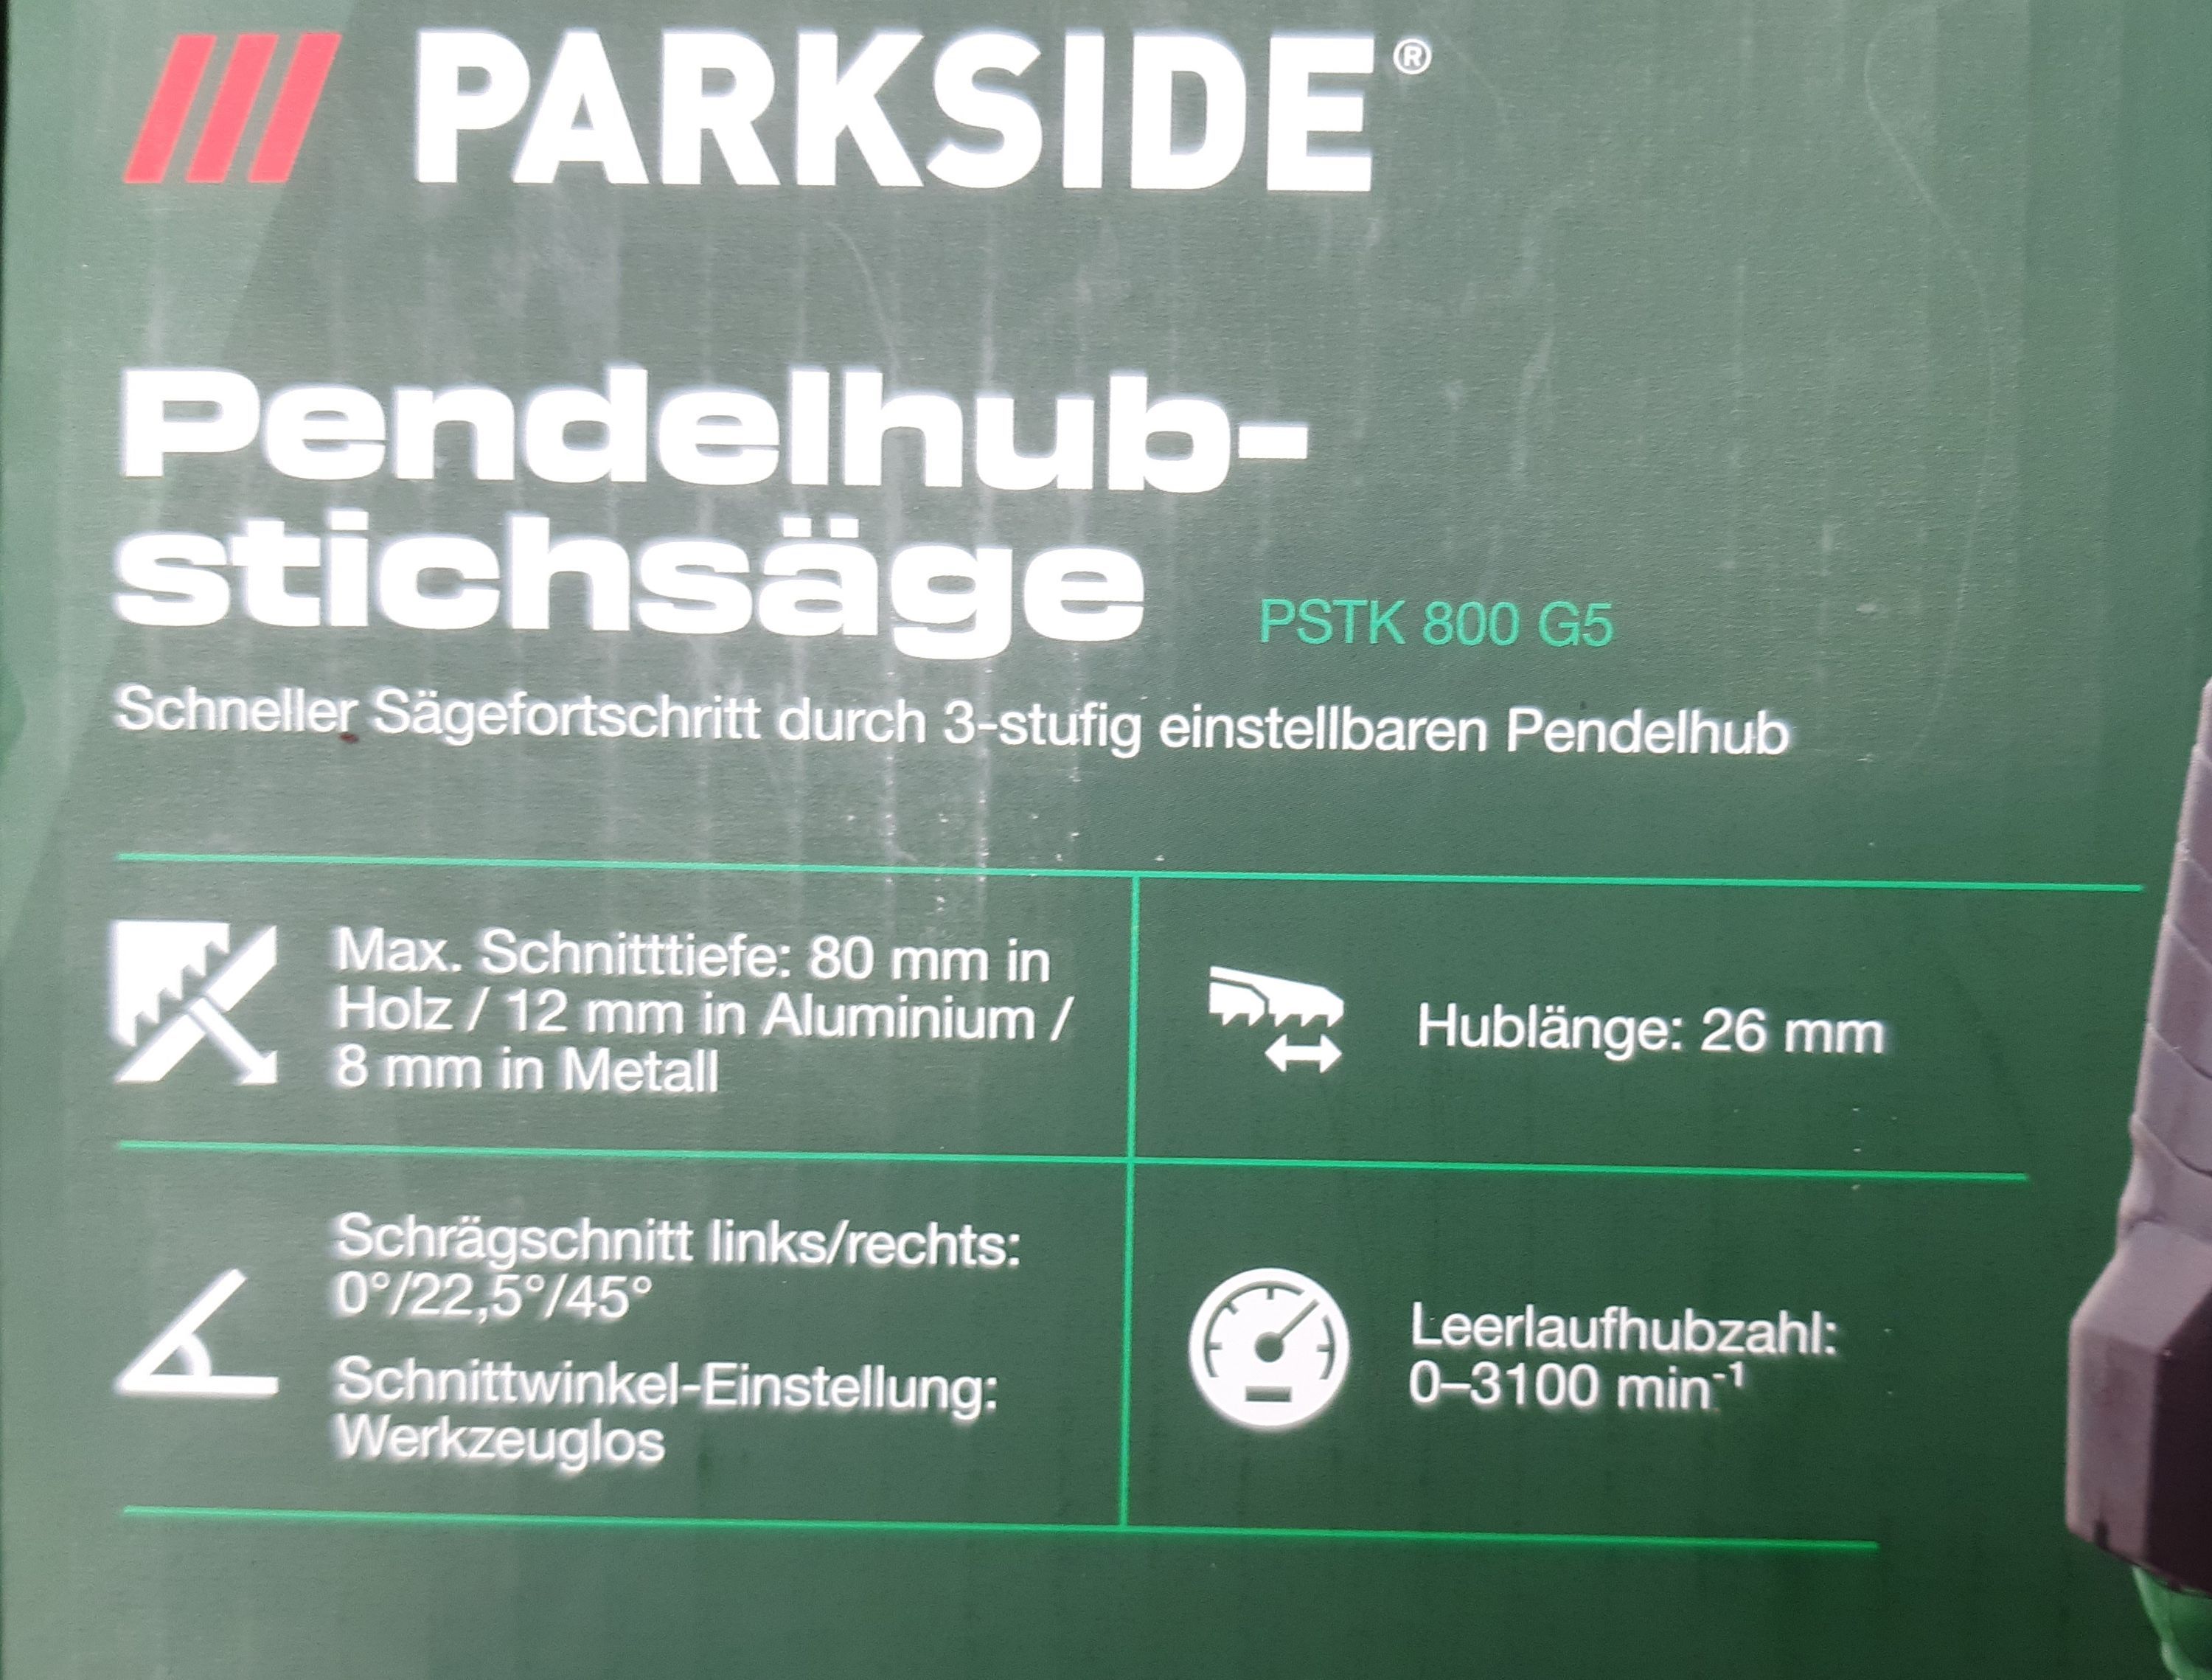 PARKSIDE®
Pendelhub-
stichsäge
PSTK 800 G5
Schneller Sägefortschritt durch 3-stufig einstellbaren Pendelhub
Max. Schnitttiefe: 80 mm in
Holz / 12 mm in Aluminium /
8 mm in Metall
Hublänge: 26 mm
Schrägschnitt links/rechts:
0°/22,5°/45°
Schnittwinkel-Einstellung:
Werkzeuglos
Leerlaufhubzahl:
0–3100 min⁻¹